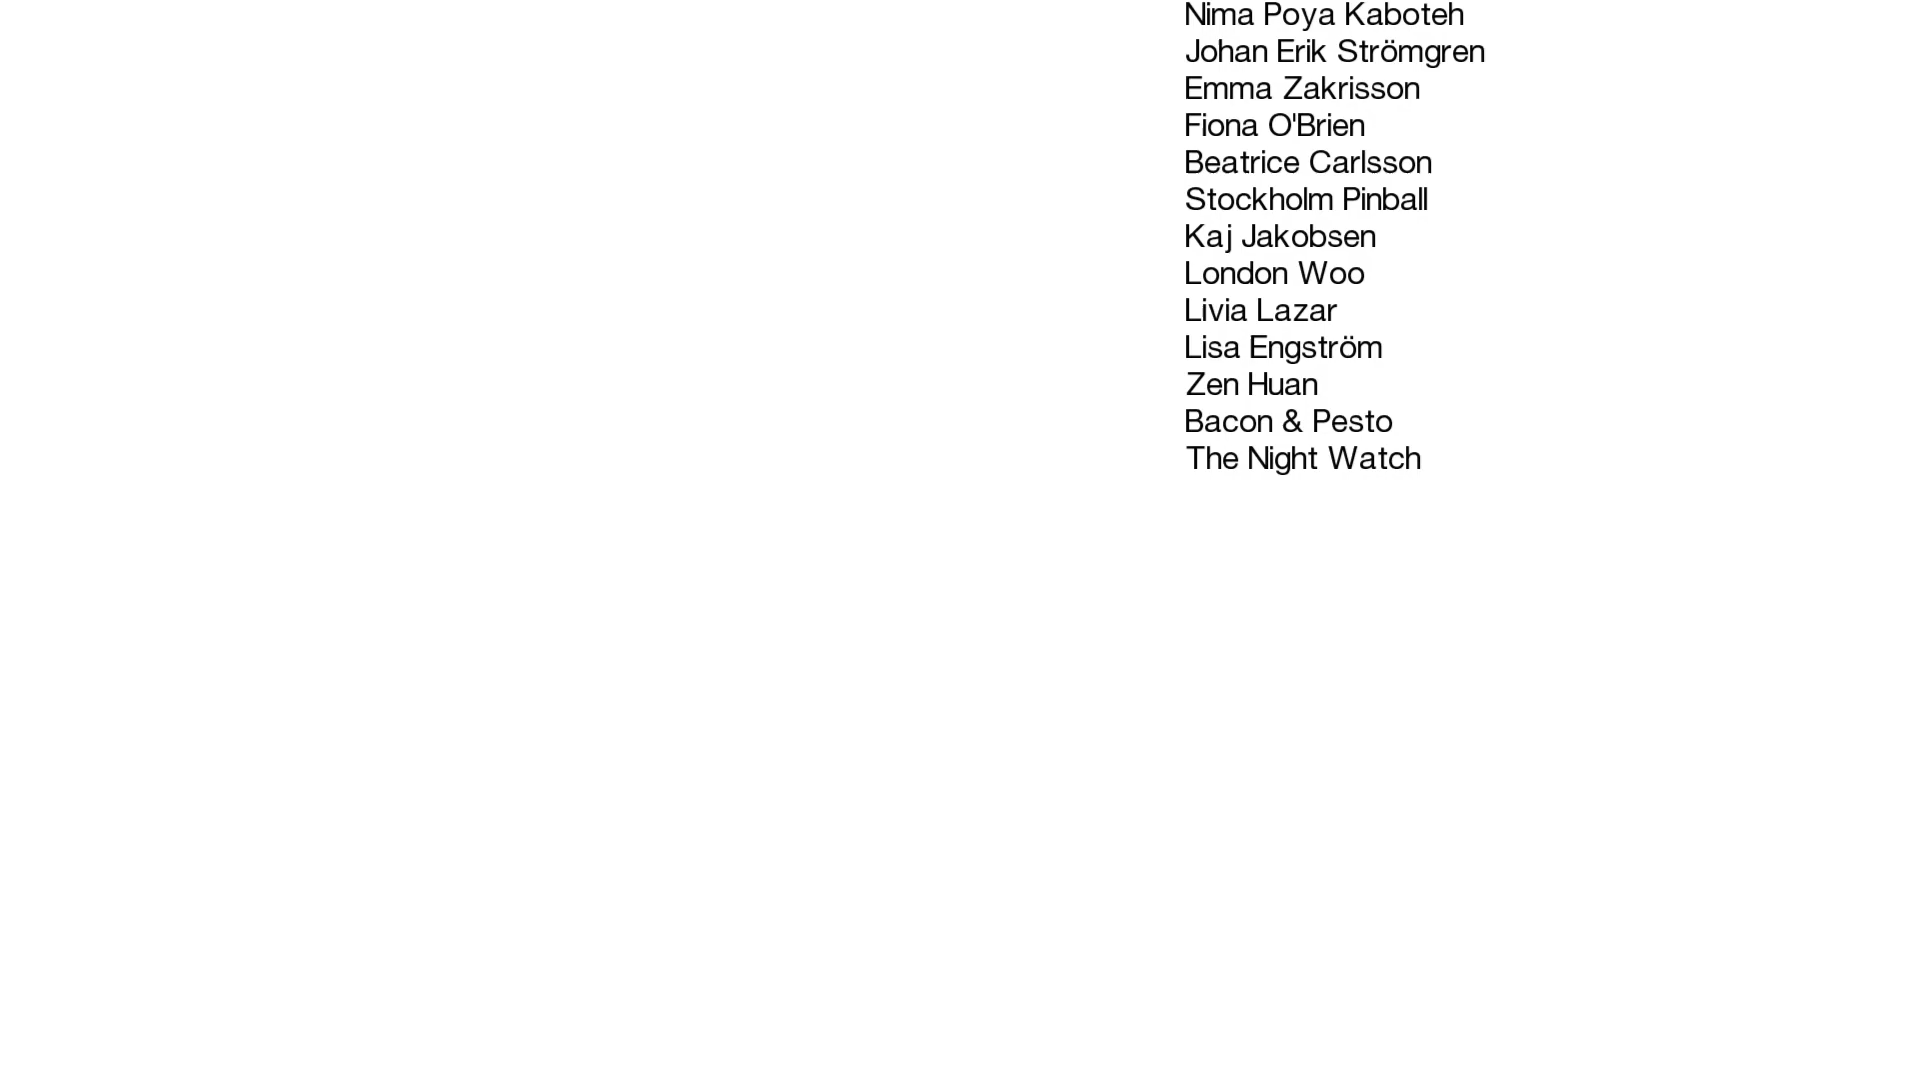 Nima Poya Kaboteh
Johan Erik Strömgren
Emma Zakrisson
Fiona O'Brien
Beatrice Carlsson
Stockholm Pinball
Kaj Jakobsen
London Woo
Livia Lazar
Lisa Engström
Zen Huan
Bacon & Pesto
The Night Watch